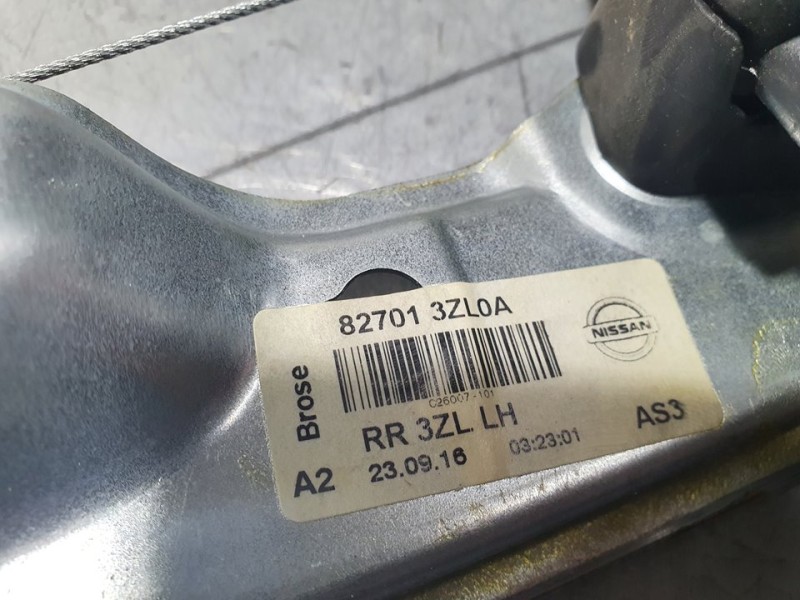 82701 3ZL0A
NISSAN
Brose
C26007-101
RR 3ZL LH
AS3
A2
23.09.16
03:23:01